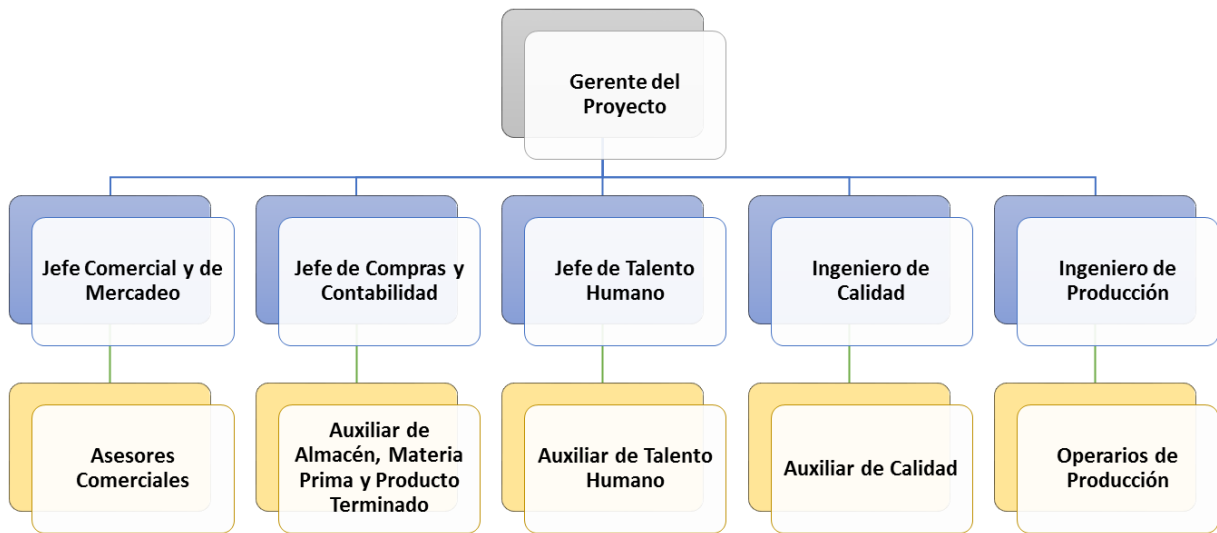 Gerente del
Proyecto
Jefe Comercial y de
Mercadeo
Jefe de Compras y
Contabilidad
Jefe de Talento
Humano
Ingeniero de
Calidad
Ingeniero de
Producción
Asesores
Comerciales
Auxiliar de
Almacén, Materia
Prima y Producto
Terminado
Auxiliar de Talento
Humano
Auxiliar de Calidad
Operarios de
Producción